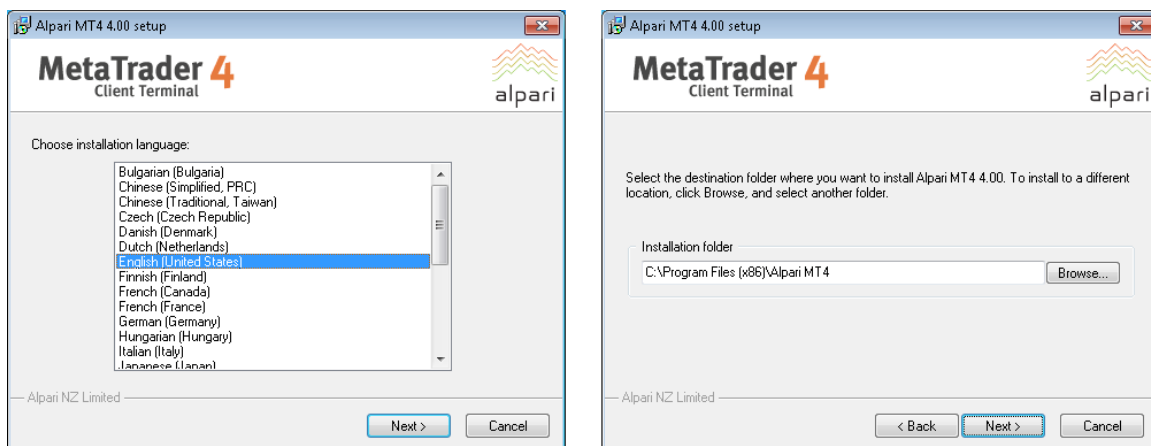 Alpari MT4 4.00 setup
MetaTrader 4
Client Terminal
alpari
Choose installation language:
Bulgarian (Bulgaria)
Chinese (Simplified, PRC)
Chinese (Traditional, Taiwan)
Czech (Czech Republic)
Danish (Denmark)
Dutch (Netherlands)
English (United States)
Finnish (Finland)
French (Canada)
French (France)
German (Germany)
Hungarian (Hungary)
Italian (Italy)
Japanese (Japan)
Alpari NZ Limited
Next >
Cancel
Alpari MT4 4.00 setup
MetaTrader 4
Client Terminal
alpari
Select the destination folder where you want to install Alpari MT4 4.00. To install to a different
location, click Browse, and select another folder.
Installation folder
C:\Program Files (x86)\Alpari MT4
Browse...
Alpari NZ Limited
< Back
Next >
Cancel